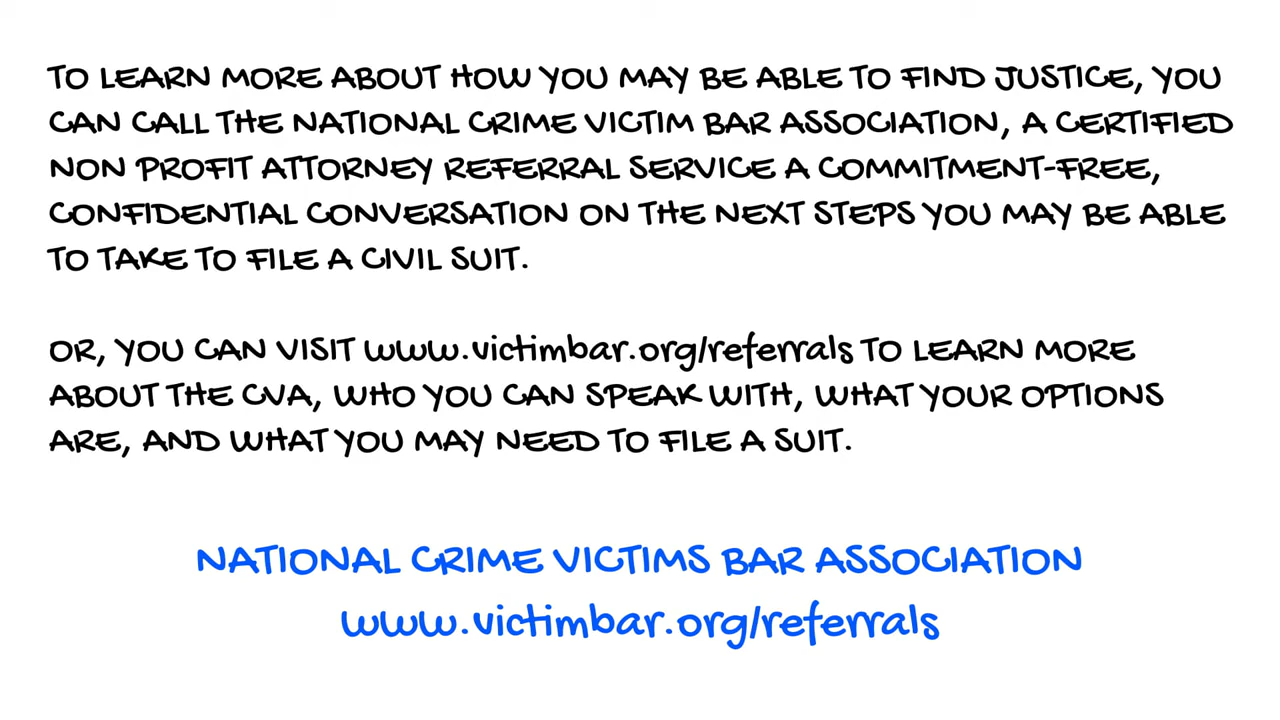 TO LEARN MORE ABOUT HOW YOU MAY BE ABLE TO FIND JUSTICE, YOU
CAN CALL THE NATIONAL CRIME VICTIM BAR ASSOCIATION, A CERTIFIED
NON PROFIT ATTORNEY REFERRAL SERVICE A COMMITMENT-FREE,
CONFIDENTIAL CONVERSATION ON THE NEXT STEPS YOU MAY BE ABLE
TO TAKE TO FILE A CIVIL SUIT.
OR, YOU CAN VISIT www.victimbar.org/referrals TO LEARN MORE
ABOUT THE CVA, WHO YOU CAN SPEAK WITH, WHAT YOUR OPTIONS
ARE, AND WHAT YOU MAY NEED TO FILE A SUIT.
NATIONAL CRIME VICTIMS BAR ASSOCIATION
www.victimbar.org/referrals